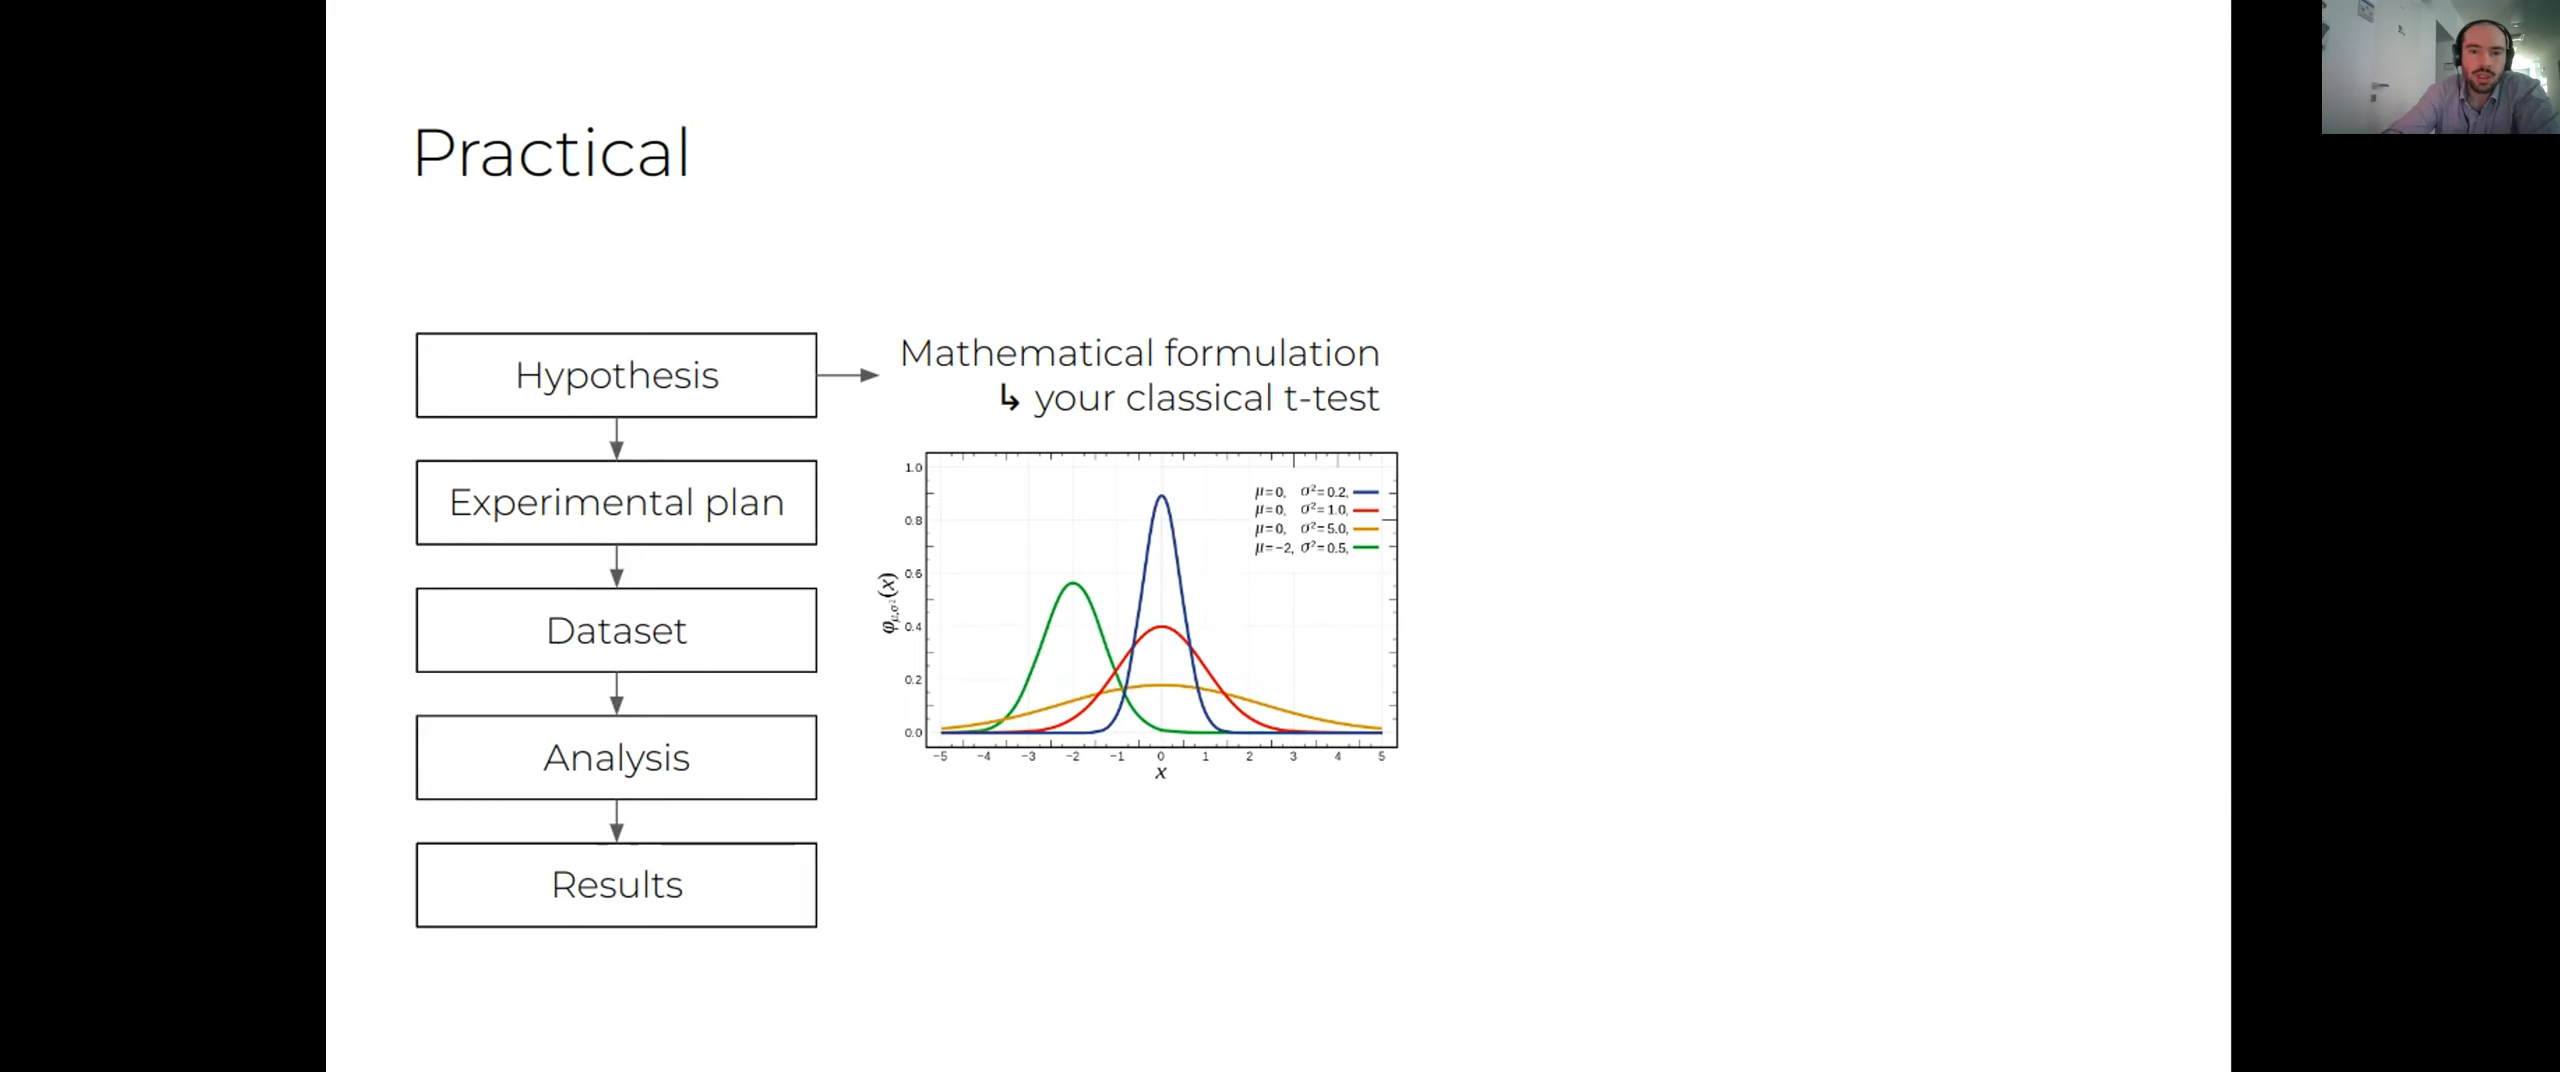 Practical
Hypothesis
Mathematical formulation
↳ your classical t-test
Experimental plan
Dataset
Analysis
Results
1.0
0.8
0.6
0.4
0.2
0.0
φμ,σ²(x)
μ=0, σ²=0.2,
μ=0, σ²=1.0,
μ=0, σ²=5.0,
μ=−2, σ²=0.5,
−5 −4 −3 −2 −1 0 1 2 3 4 5
x